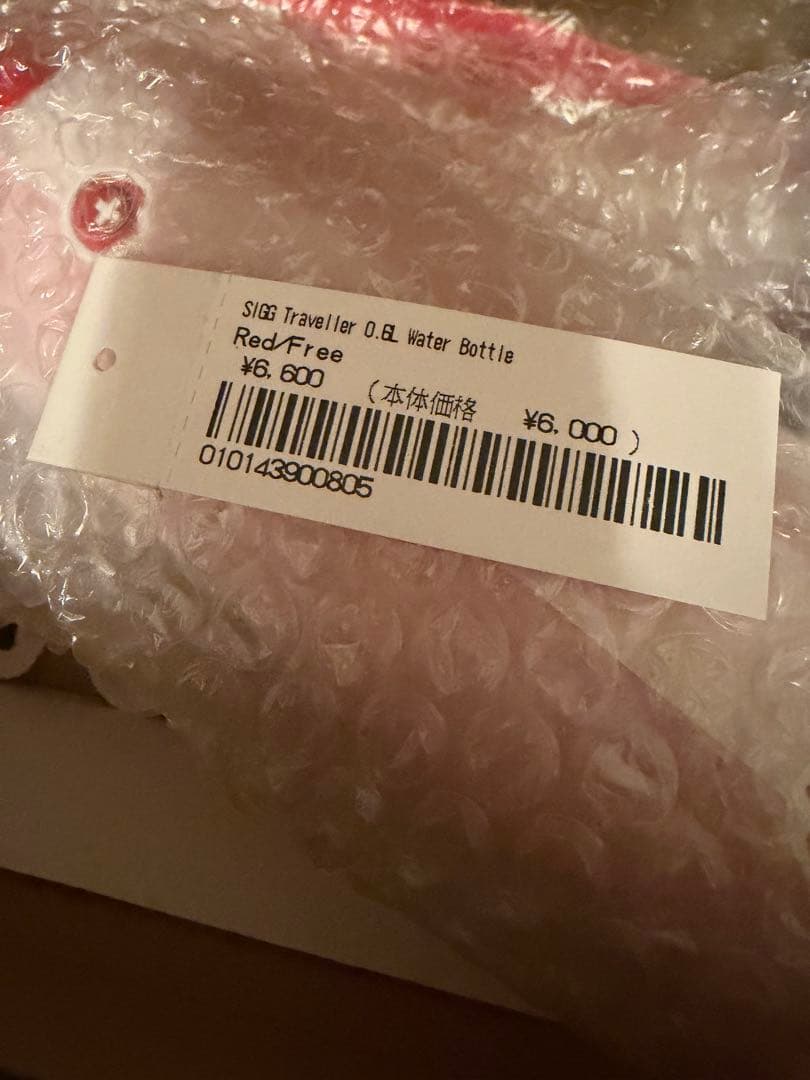 SIGG Traveller 0.6L Water Bottle
Red/Free
¥6,600 (本体価格 ¥6,000)
010143900805